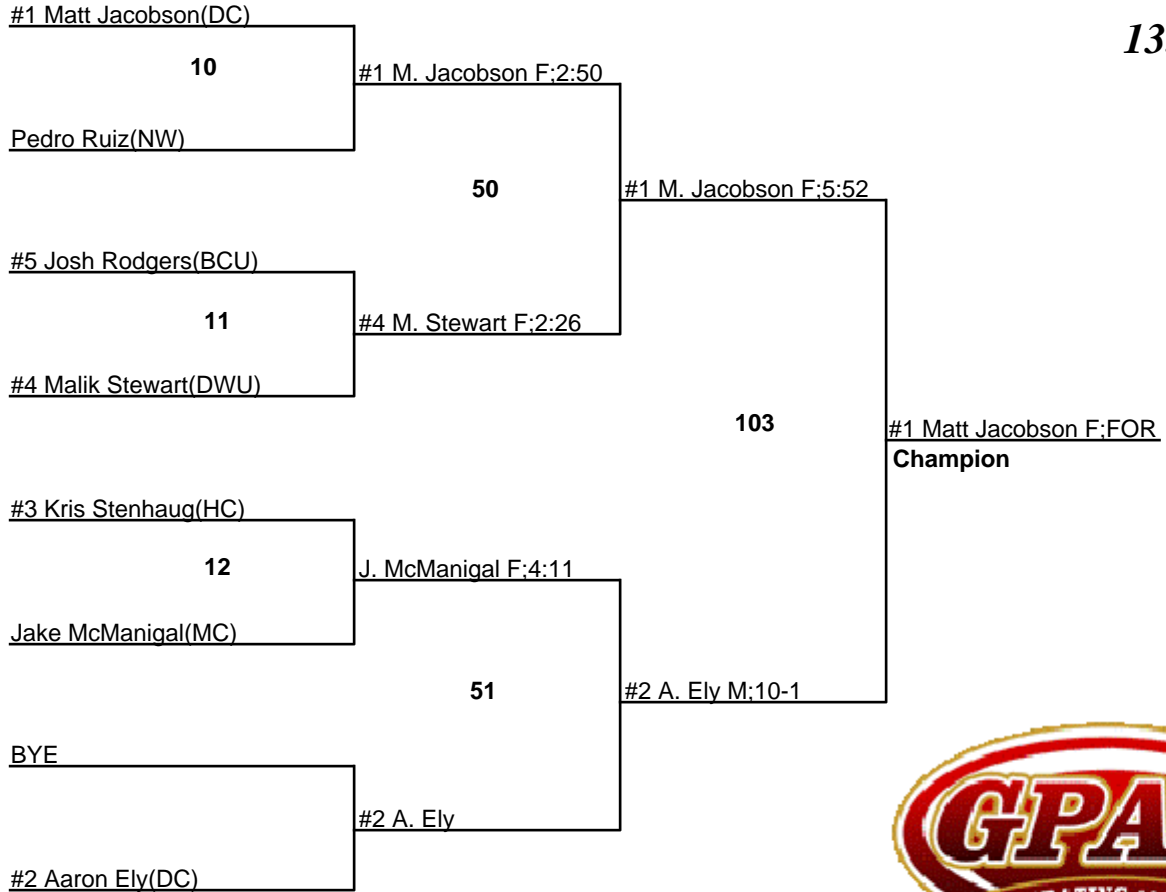 #1 Matt Jacobson(DC)
10
#1 M. Jacobson F;2:50
Pedro Ruiz(NW)
50
#1 M. Jacobson F;5:52
#5 Josh Rodgers(BCU)
11
#4 M. Stewart F;2:26
#4 Malik Stewart(DWU)
103
#1 Matt Jacobson F;FOR
Champion
#3 Kris Stenhaug(HC)
12
J. McManigal F;4:11
Jake McManigal(MC)
51
#2 A. Ely M;10-1
BYE
#2 A. Ely
#2 Aaron Ely(DC)
GPA